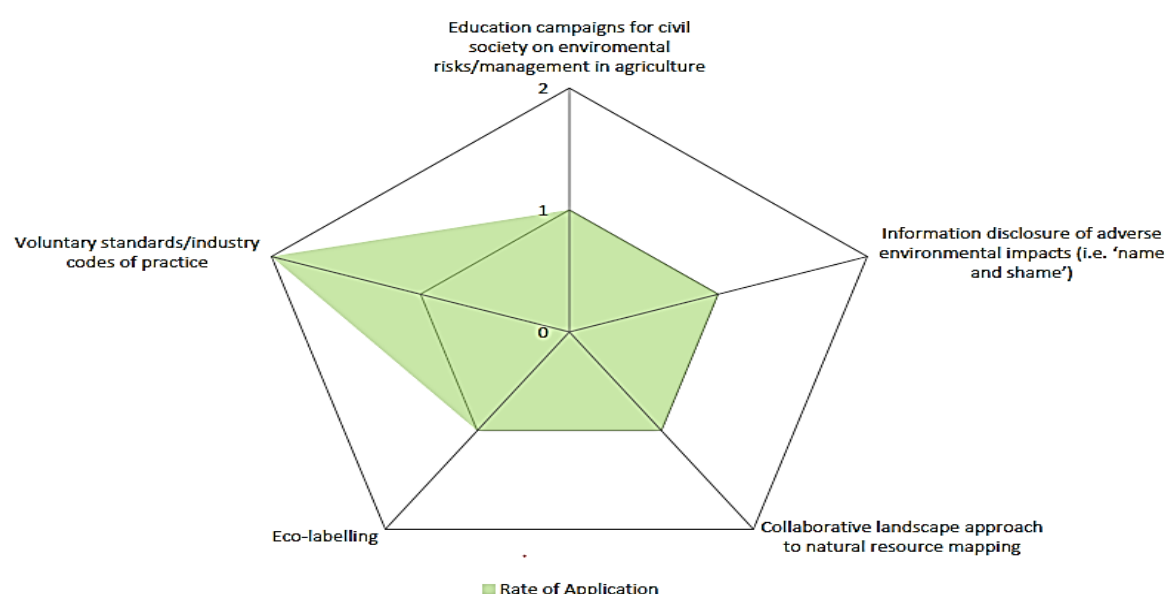 Education campaigns for civil
society on enviromental
risks/management in agriculture
2
1
0
Information disclosure of adverse
environmental impacts (i.e. ‘name
and shame’)
Voluntary standards/industry
codes of practice
Collaborative landscape approach
to natural resource mapping
Eco-labelling
Rate of Application